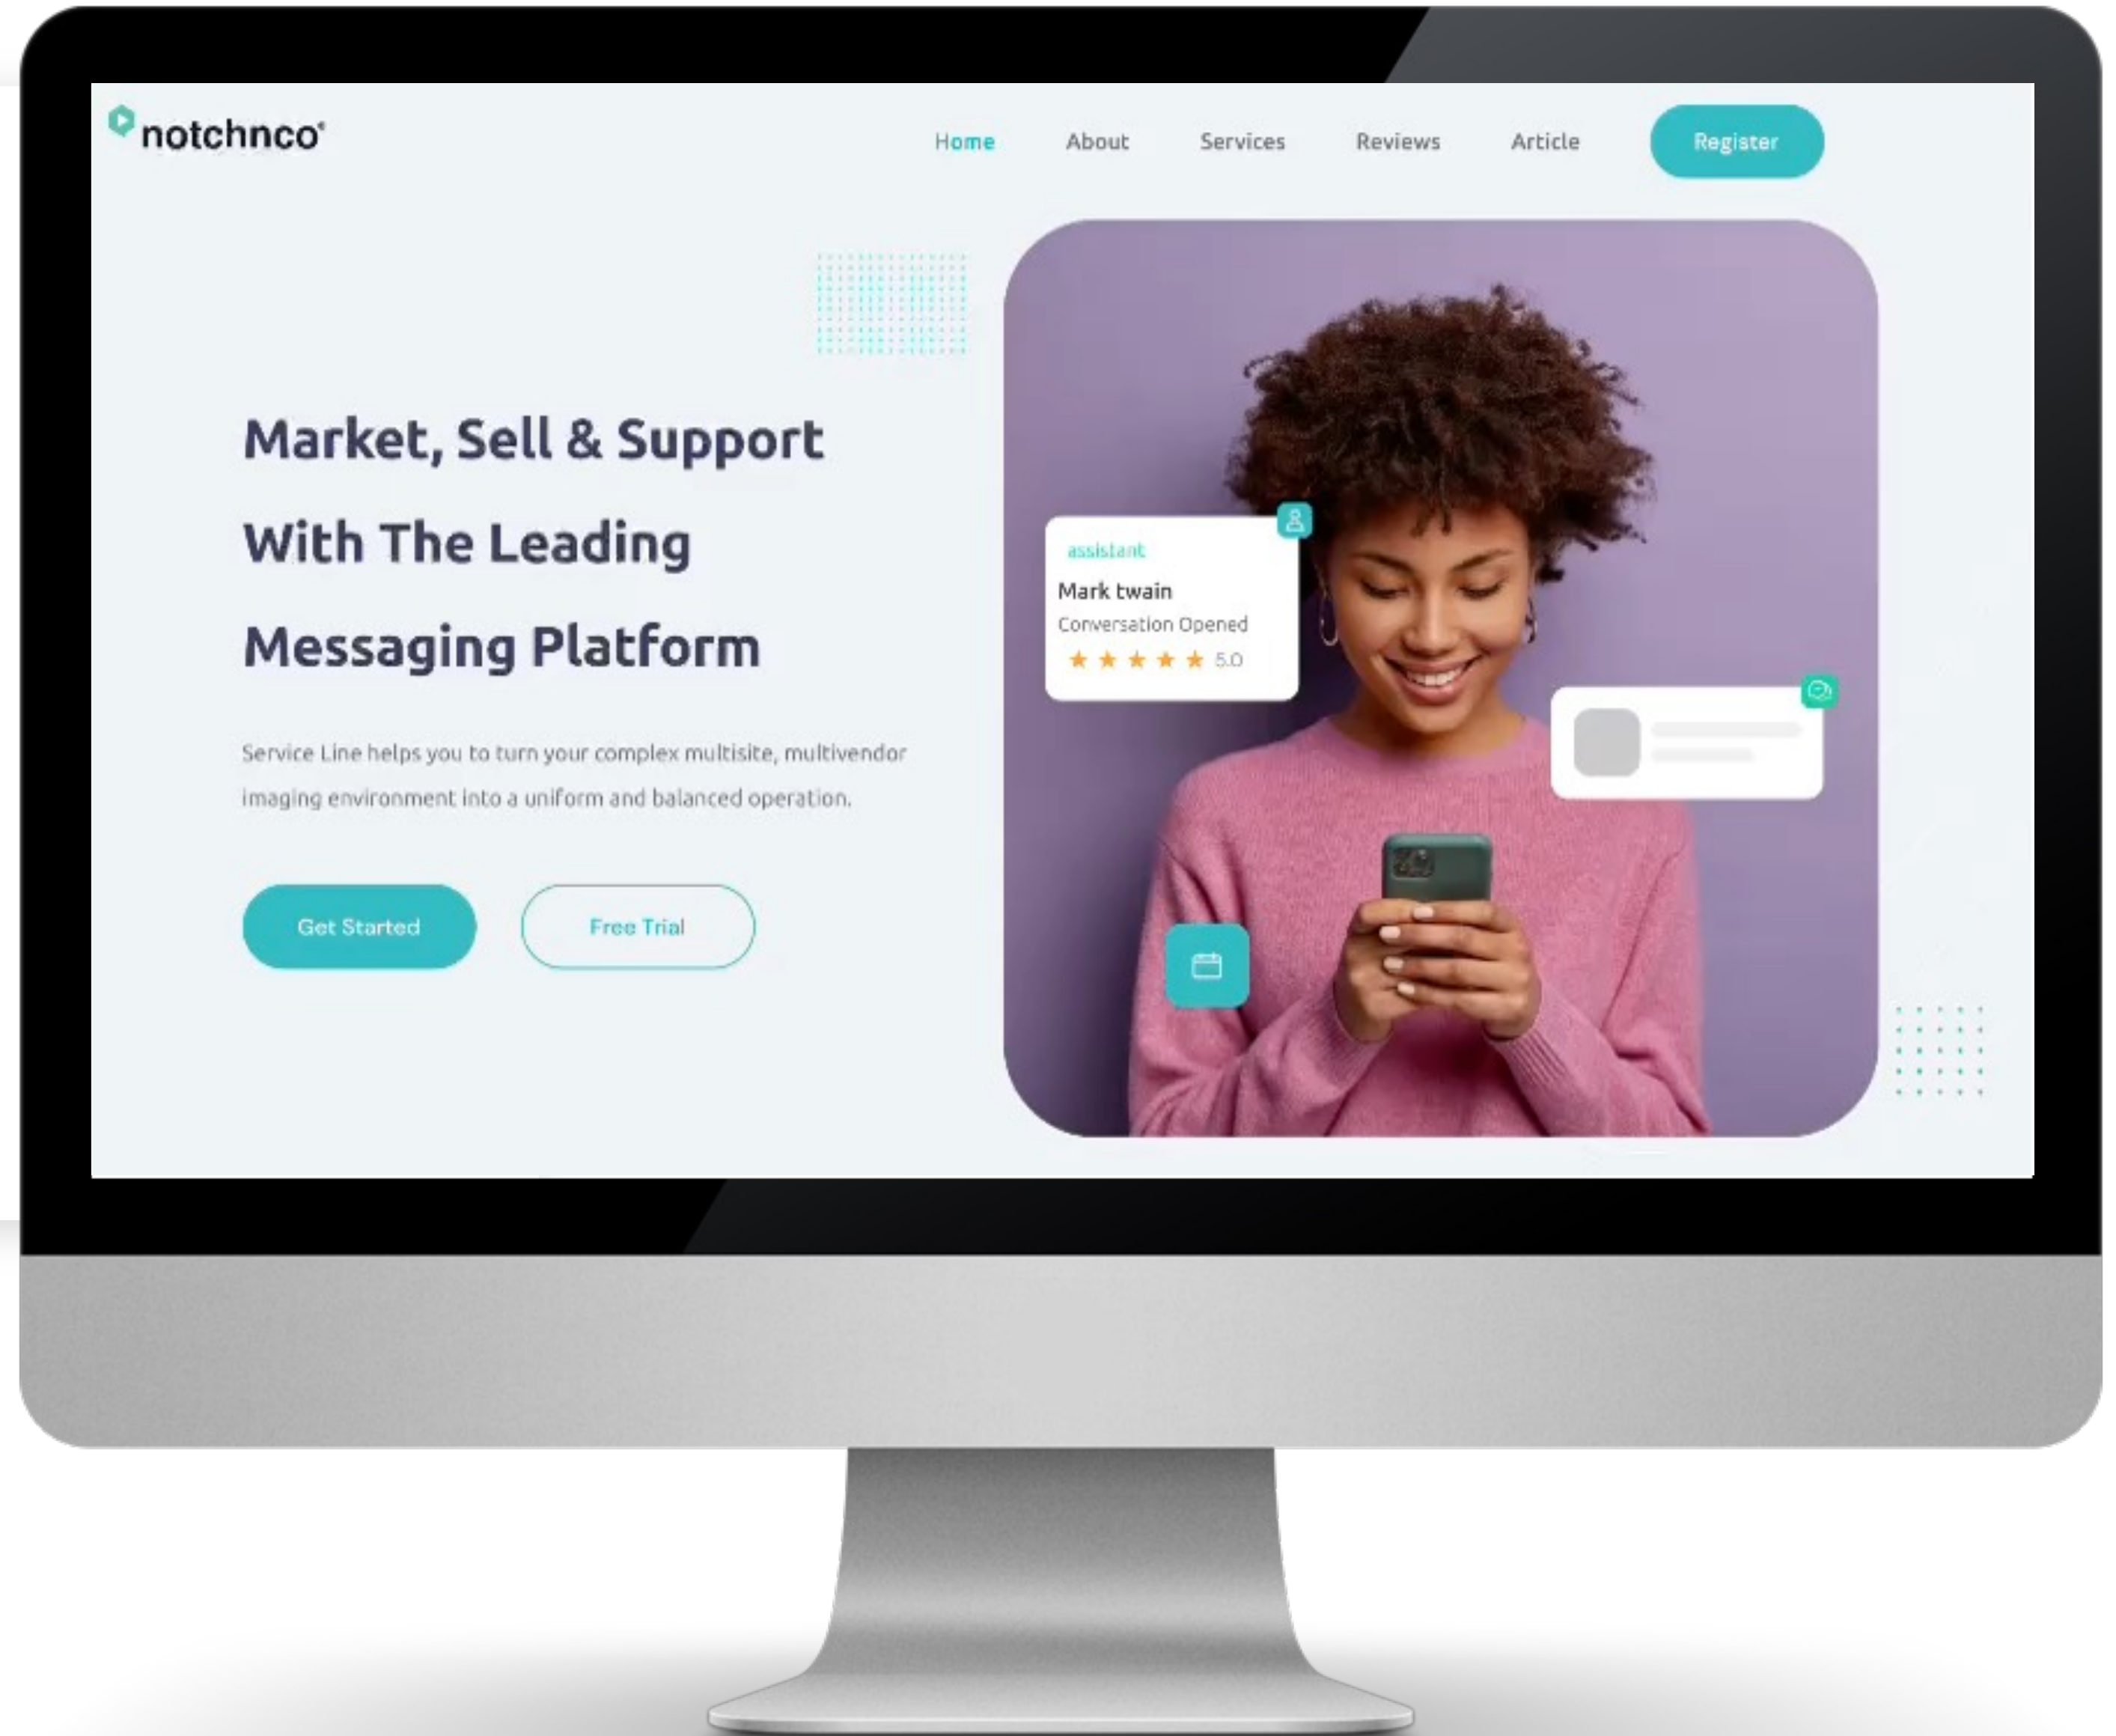 notchnco
Home About Services Reviews Article Register
Market, Sell & Support
With The Leading
Messaging Platform
Service Line helps you to turn your complex multisite, multivendor
imaging environment into a uniform and balanced operation.
Get Started Free Trial
assistant
Mark twain
Conversation Opened
5.0